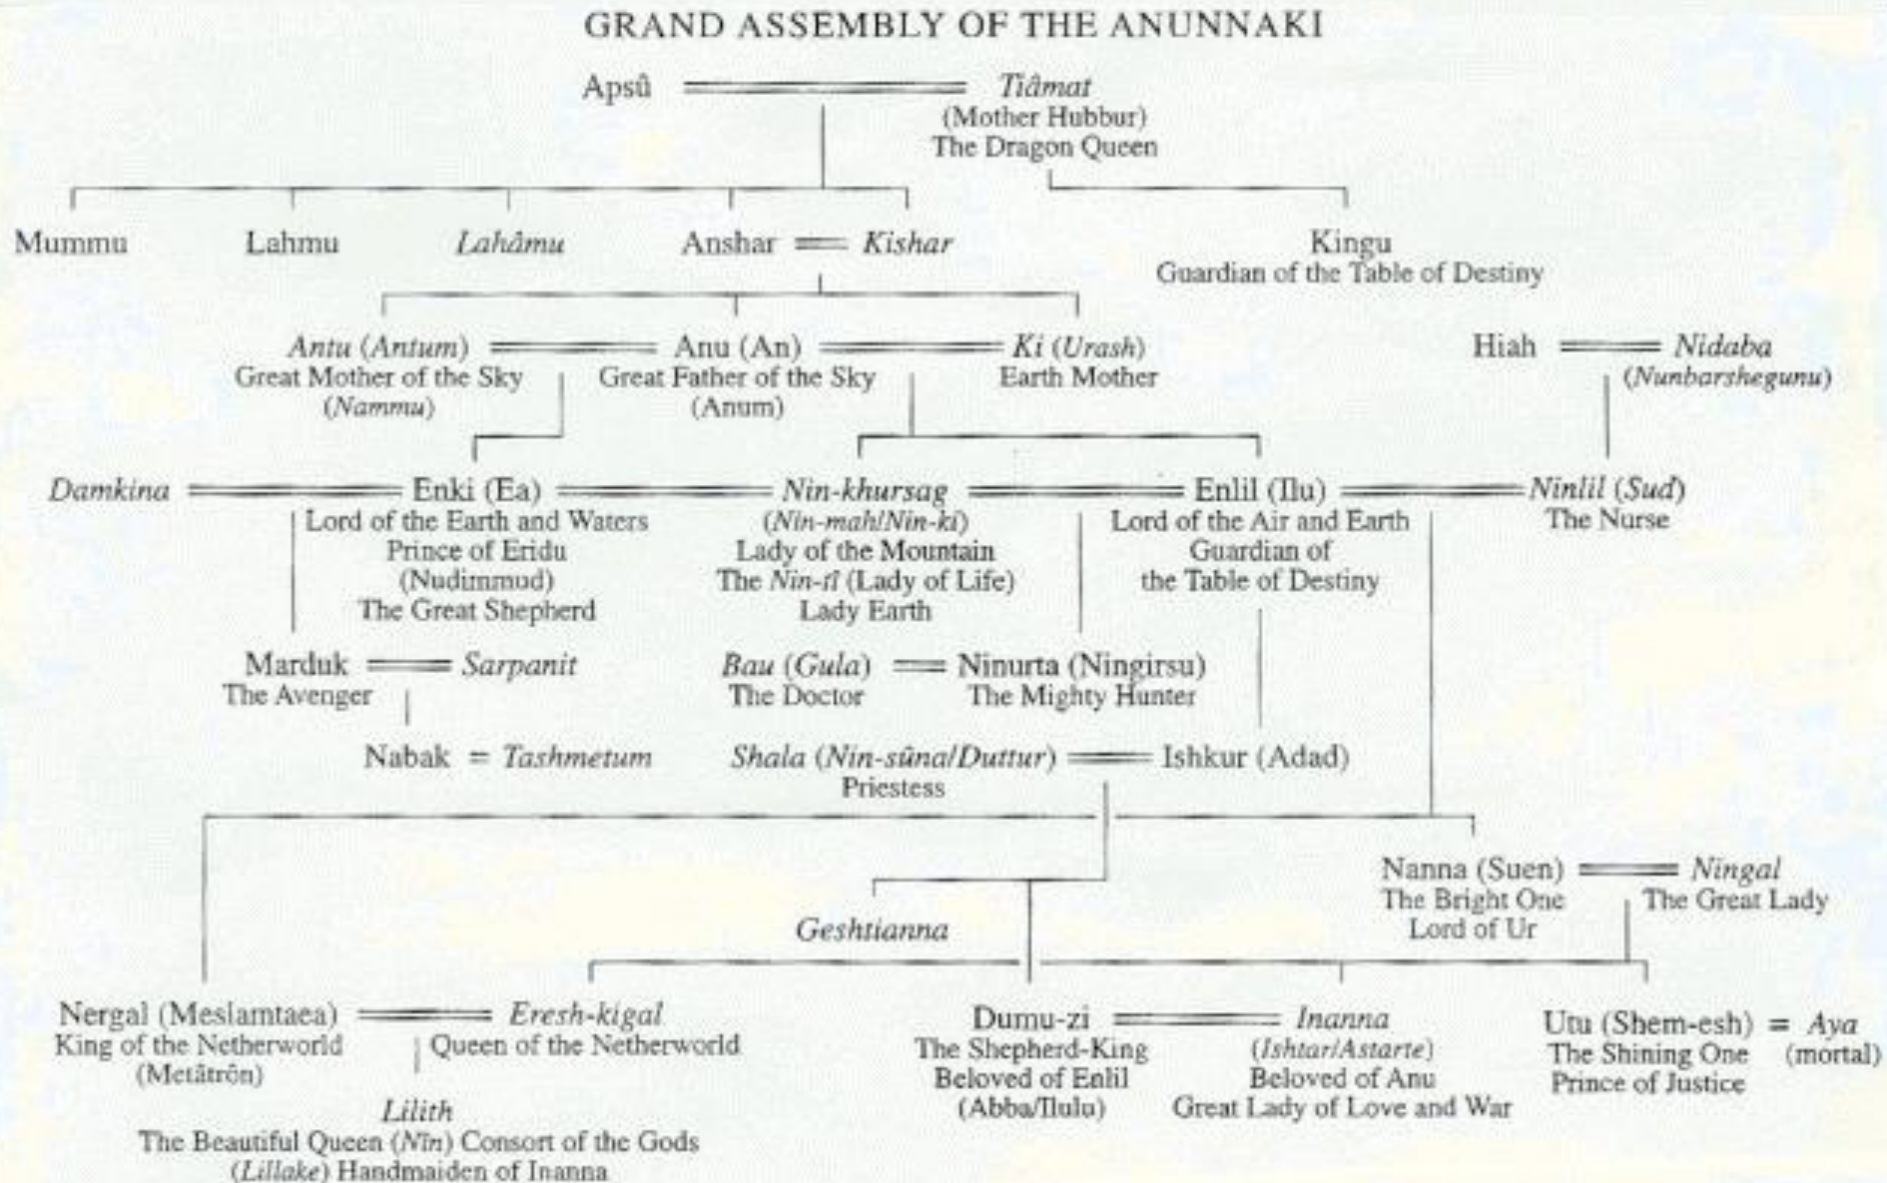 GRAND ASSEMBLY OF THE ANUNNAKI
Apsû Tiâmat
(Mother Hubbur)
The Dragon Queen
Mummu Lahmu Lahâmu Anshar Kishar Kingu
Guardian of the Table of Destiny
Antu (Antum) Anu (An) Ki (Urash) Hiah Nidaba
Great Mother of the Sky Great Father of the Sky Earth Mother (Nunbarshegunu)
(Nammu) (Anum)
Damkina Enki (Ea) Nin-khursag Enlil (Ilu) Ninlil (Sud)
Lord of the Earth and Waters (Nin-mah/Nin-ki) Lord of the Air and Earth The Nurse
Prince of Eridu Lady of the Mountain Guardian of
(Nudimmud) The Nin-tî (Lady of Life) the Table of Destiny
The Great Shepherd Lady Earth
Marduk Sarpanit Bau (Gula) Ninurta (Ningirsu)
The Avenger The Doctor The Mighty Hunter
Nabak = Tashmetum Shala (Nin-sûna/Duttur) Ishkur (Adad)
Priestess
Nanna (Suen) Ningal
The Bright One The Great Lady
Geshtianna Lord of Ur
Nergal (Meslamtaea) Eresh-kigal Dumu-zi Inanna Utu (Shem-esh) = Aya
King of the Netherworld Queen of the Netherworld The Shepherd-King (Ishtar/Astarte) The Shining One (mortal)
(Metâtrôn) Beloved of Enlil Beloved of Anu Prince of Justice
(Abba/Ilulu) Great Lady of Love and War
Lilith
The Beautiful Queen (Nîn) Consort of the Gods
(Lillake) Handmaiden of Inanna